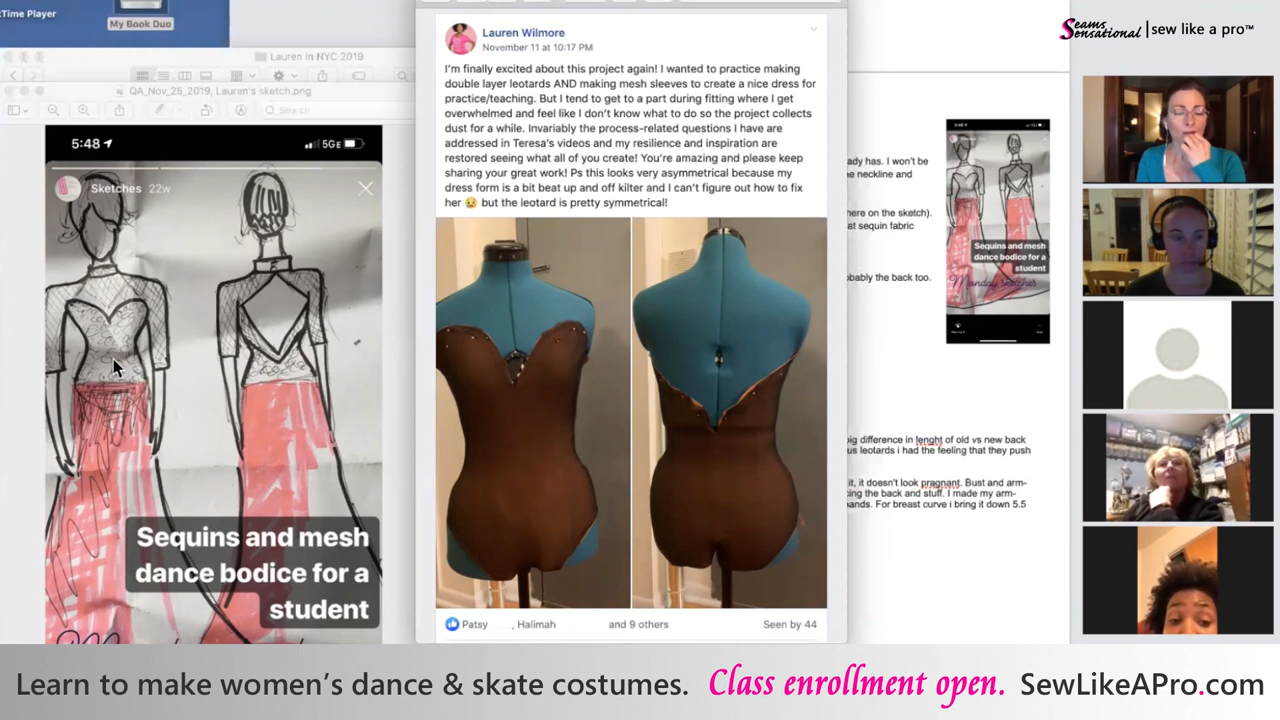 Time Player
My Book Duo
Lauren in NYC 2019
QA_Nov_25_2019, Lauren's sketch.png
Search
5:48
5GE
Sketches 22w
Sequins and mesh
dance bodice for a
student
Lauren Wilmore
November 11 at 10:17 PM
I'm finally excited about this project again! I wanted to practice making
double layer leotards AND making mesh sleeves to create a nice dress for
practice/teaching. But I tend to get to a part during fitting where I get
overwhelmed and feel like I don't know what to do so the project collects
dust for a while. Invariably the process-related questions I have are
addressed in Teresa's videos and my resilience and inspiration are
restored seeing what all of you create! You're amazing and please keep
sharing your great work! Ps this looks very asymmetrical because my
dress form is a bit beat up and off kilter and I can't figure out how to fix
her 😥 but the leotard is pretty symmetrical!
Patsy , Halimah and 9 others Seen by 44
ady has. I won't be
e neckline and
here on the sketch).
at sequin fabric
obably the back too.
Sequins and mesh
dance bodice for a
student
Monday sketches
big difference in lenght of old vs new back
us leotards i had the feeling that they push
it, it doesn't look pragnant. Bust and arm-
cing the back and stuff. I made my arm-
ands. For breast curve i bring it down 5.5
Seams Sensational | sew like a pro™
Learn to make women's dance & skate costumes. Class enrollment open. SewLikeAPro.com